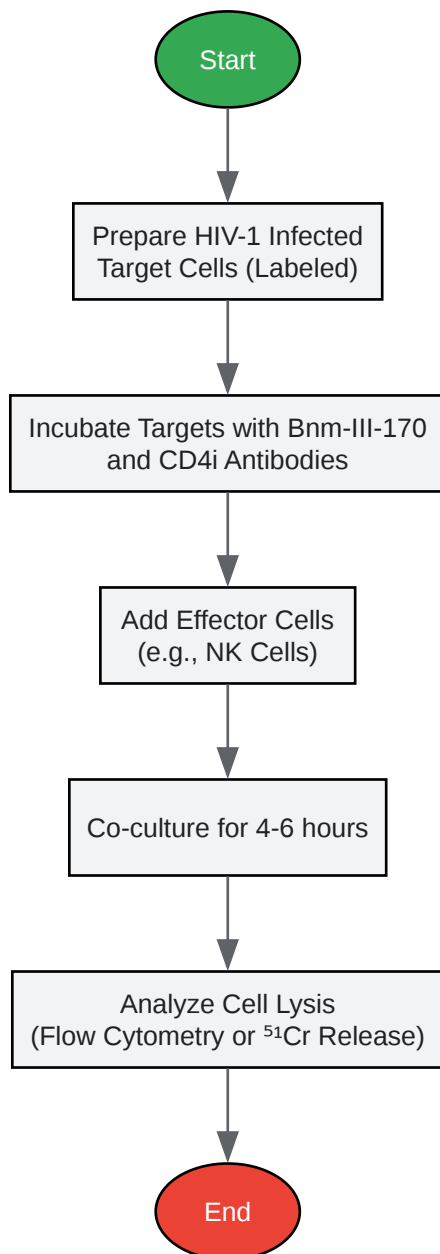 Start
Prepare HIV-1 Infected
Target Cells (Labeled)
Incubate Targets with Bnm-III-170
and CD4i Antibodies
Add Effector Cells
(e.g., NK Cells)
Co-culture for 4-6 hours
Analyze Cell Lysis
(Flow Cytometry or ⁵¹Cr Release)
End